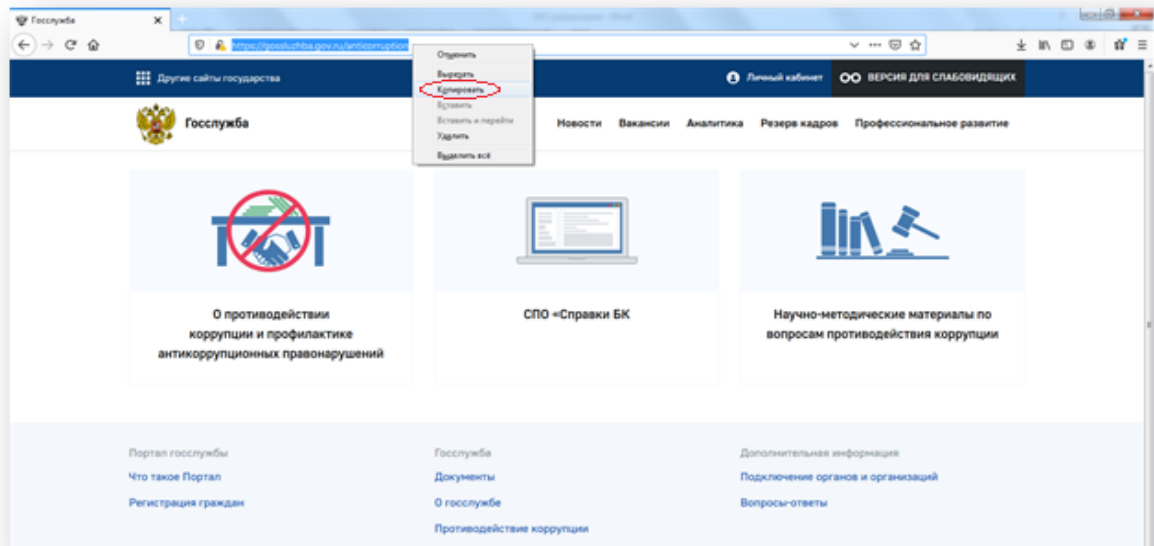 Госслужба
https://gossluzhba.gov.ru/anticorruption
Отменить
Вырезать
Копировать
Вставить
Вставить и перейти
Удалить
Выделить всё
Другие сайты государства
Личный кабинет
ВЕРСИЯ ДЛЯ СЛАБОВИДЯЩИХ
Госслужба
Новости Вакансии Аналитика Резерв кадров Профессиональное развитие
О противодействии
коррупции и профилактике
антикоррупционных правонарушений
СПО «Справки БК
Научно-методические материалы по
вопросам противодействия коррупции
Портал госслужбы
Что такое Портал
Регистрация граждан
Госслужба
Документы
О госслужбе
Противодействие коррупции
Дополнительная информация
Подключение органов и организаций
Вопросы-ответы